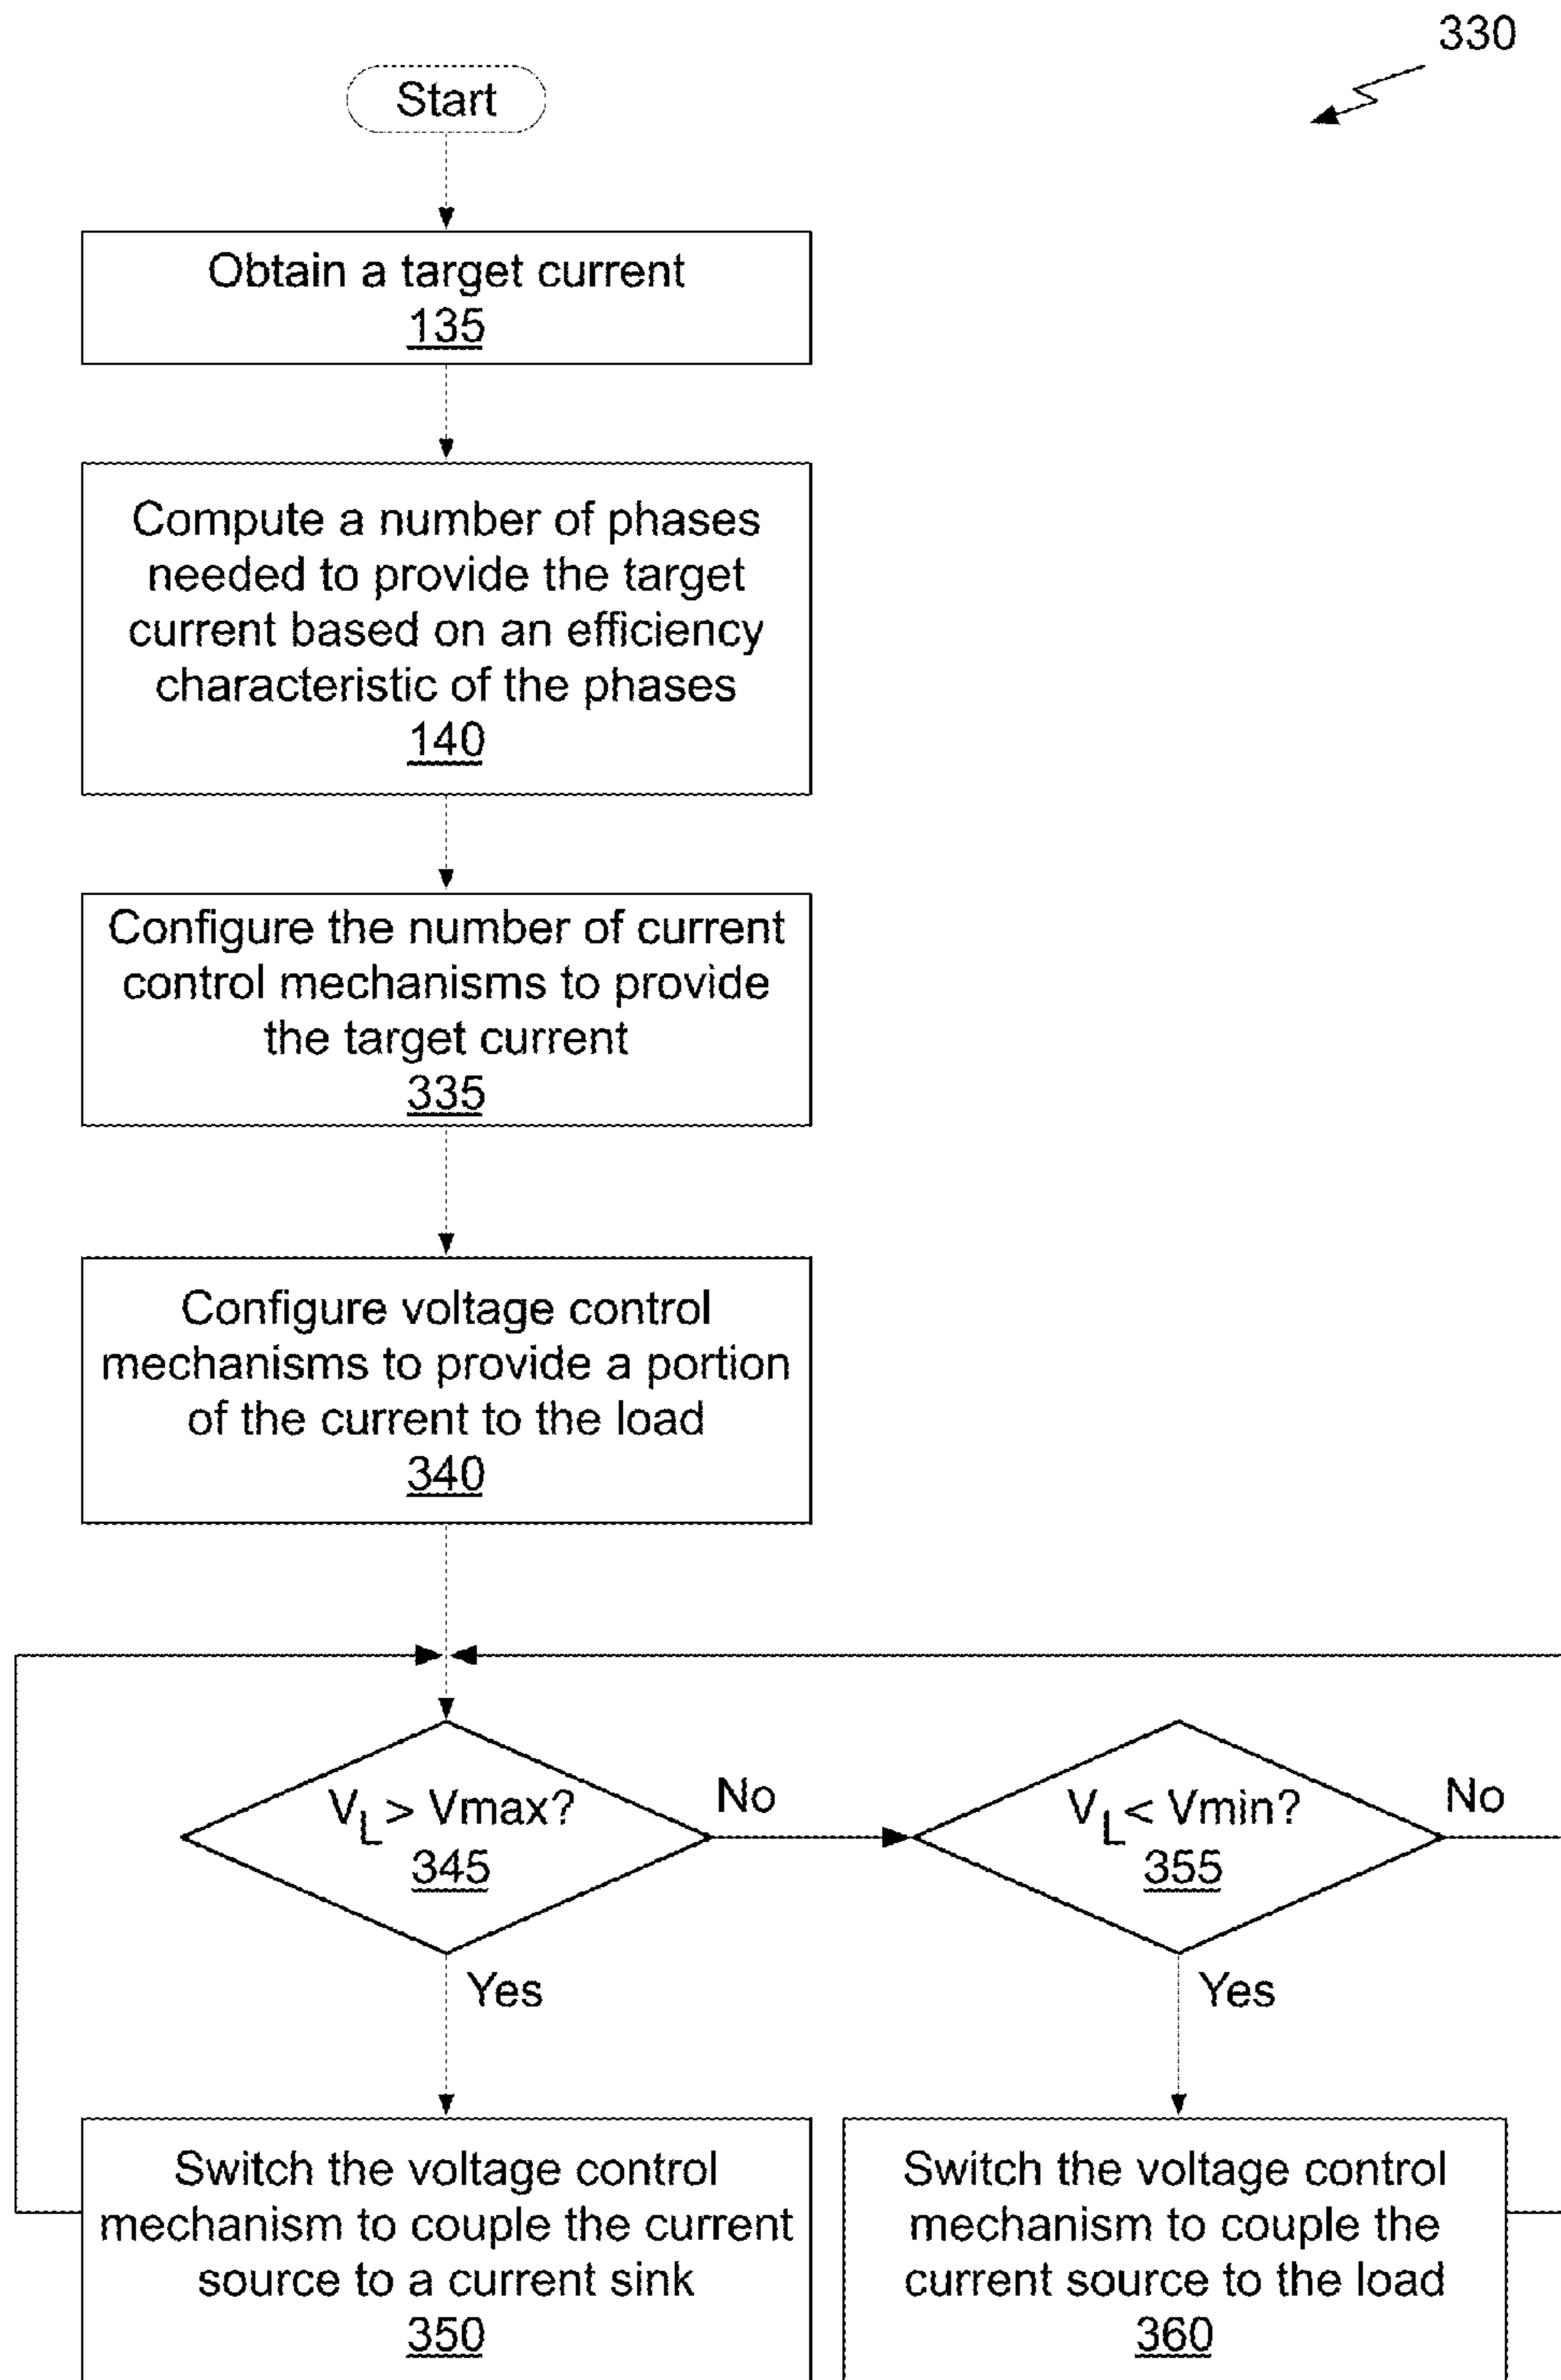 330
Start
Obtain a target current
135
Compute a number of phases
needed to provide the target
current based on an efficiency
characteristic of the phases
140
Configure the number of current
control mechanisms to provide
the target current
335
Configure voltage control
mechanisms to provide a portion
of the current to the load
340
VL > Vmax?
345
No
VL < Vmin?
355
No
Yes
Yes
Switch the voltage control
mechanism to couple the current
source to a current sink
350
Switch the voltage control
mechanism to couple the
current source to the load
360